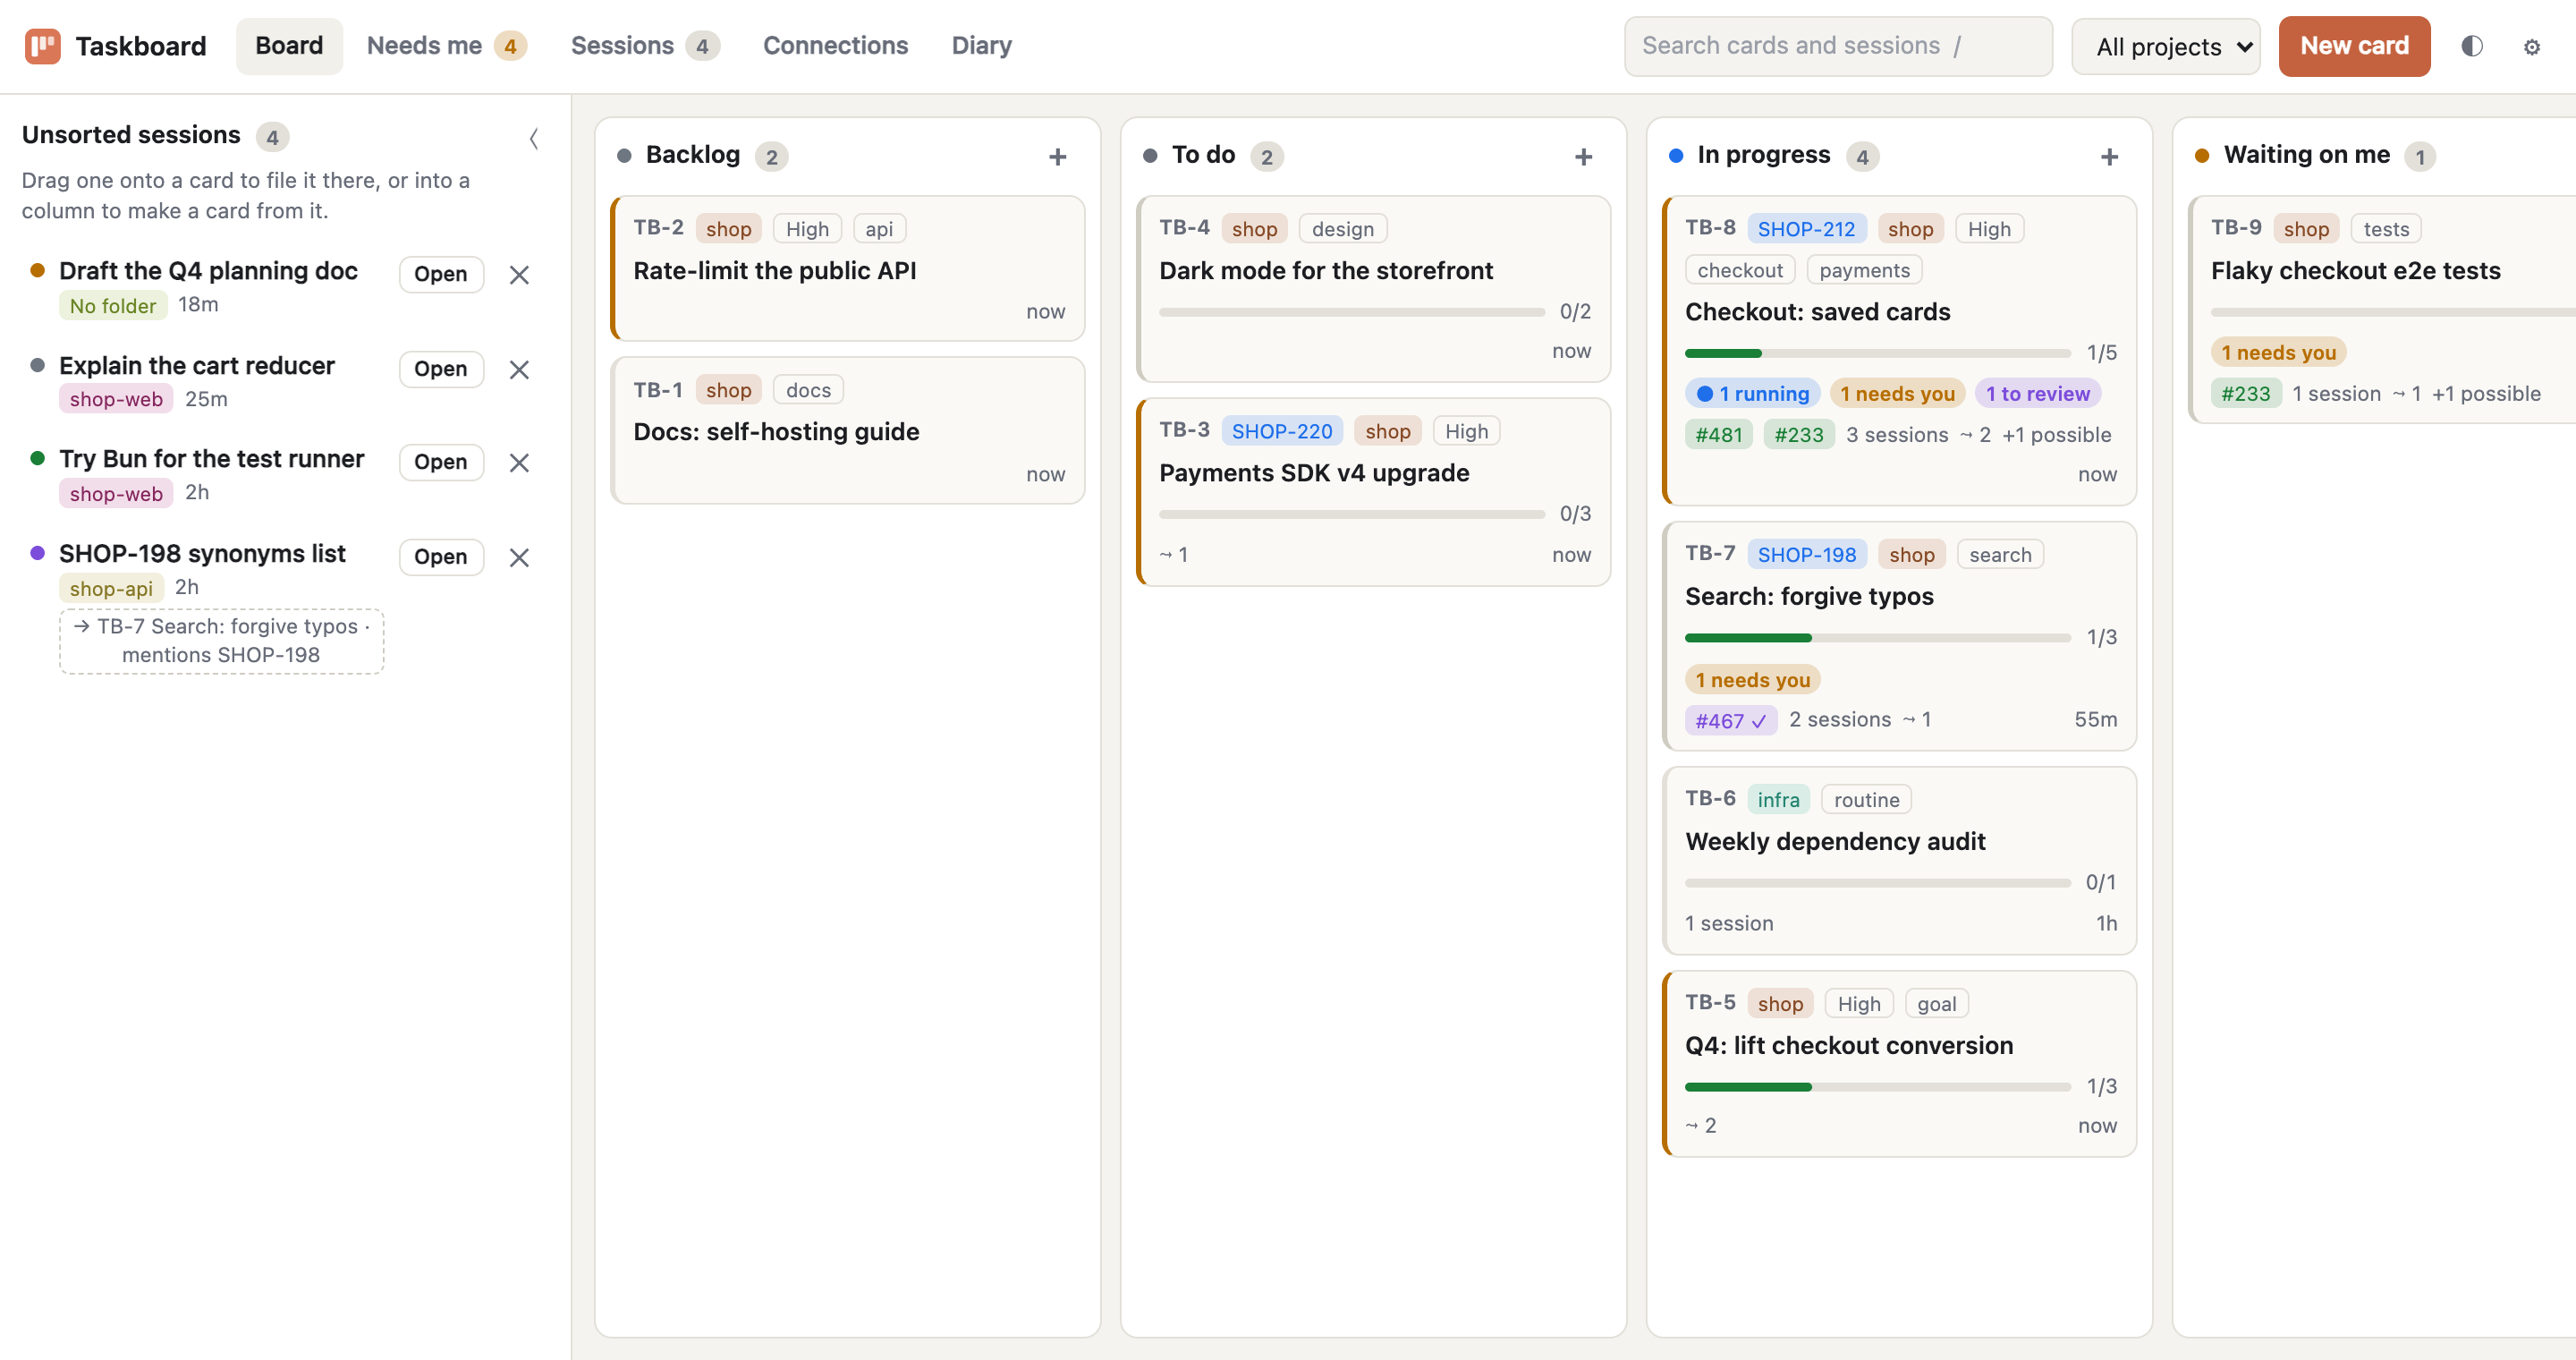 Taskboard Board Needs me 4 Sessions 4 Connections Diary Search cards and sessions / All projects New card
Unsorted sessions 4
Drag one onto a card to file it there, or into a
column to make a card from it.
Draft the Q4 planning doc Open
No folder 18m
Explain the cart reducer Open
shop-web 25m
Try Bun for the test runner Open
shop-web 2h
SHOP-198 synonyms list Open
shop-api 2h
→ TB-7 Search: forgive typos ·
mentions SHOP-198
Backlog 2 +
TB-2 shop High api
Rate-limit the public API
now
TB-1 shop docs
Docs: self-hosting guide
now
To do 2 +
TB-4 shop design
Dark mode for the storefront
0/2
now
TB-3 SHOP-220 shop High
Payments SDK v4 upgrade
0/3
⤳ 1 now
In progress 4 +
TB-8 SHOP-212 shop High
checkout payments
Checkout: saved cards
1/5
1 running 1 needs you 1 to review
#481 #233 3 sessions ⤳ 2 +1 possible
now
TB-7 SHOP-198 shop search
Search: forgive typos
1/3
1 needs you
#467 ✓ 2 sessions ⤳ 1 55m
TB-6 infra routine
Weekly dependency audit
0/1
1 session 1h
TB-5 shop High goal
Q4: lift checkout conversion
1/3
⤳ 2 now
Waiting on me 1
TB-9 shop tests
Flaky checkout e2e tests
1 needs you
#233 1 session ⤳ 1 +1 possible